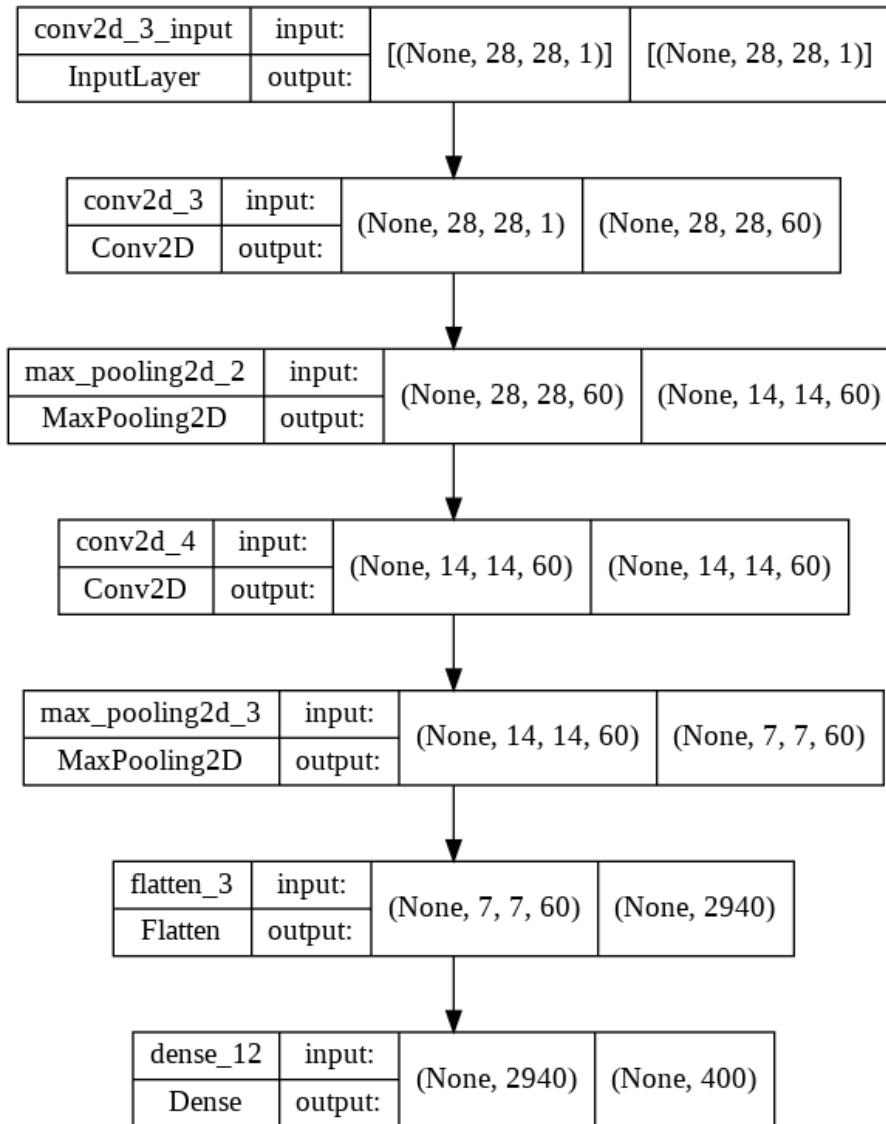 conv2d_3_input input: [(None, 28, 28, 1)] [(None, 28, 28, 1)]
InputLayer output:
conv2d_3 input: (None, 28, 28, 1) (None, 28, 28, 60)
Conv2D output:
max_pooling2d_2 input: (None, 28, 28, 60) (None, 14, 14, 60)
MaxPooling2D output:
conv2d_4 input: (None, 14, 14, 60) (None, 14, 14, 60)
Conv2D output:
max_pooling2d_3 input: (None, 14, 14, 60) (None, 7, 7, 60)
MaxPooling2D output:
flatten_3 input: (None, 7, 7, 60) (None, 2940)
Flatten output:
dense_12 input: (None, 2940) (None, 400)
Dense output: